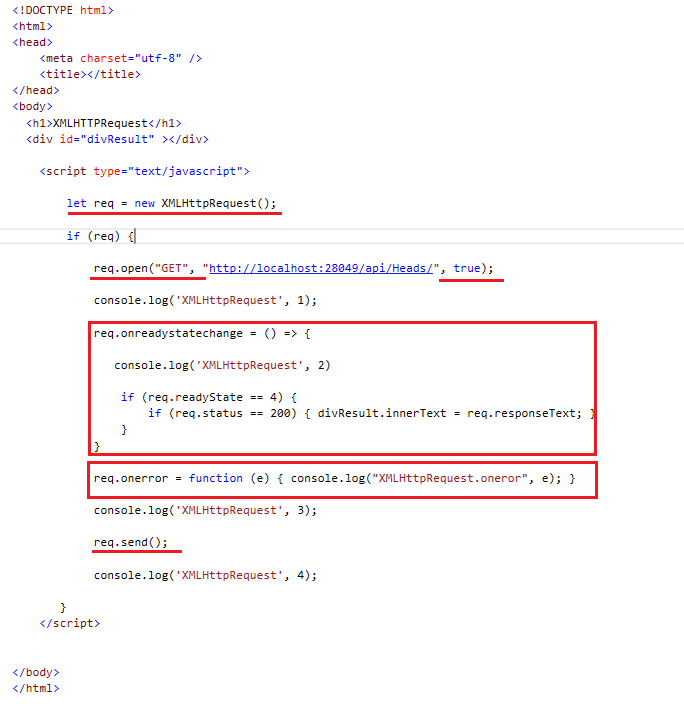 <!DOCTYPE html>
<html>
<head>
    <meta charset="utf-8" />
    <title></title>
</head>
<body>
  <h1>XMLHTTPRequest</h1>
  <div id="divResult" ></div>
    <script type="text/javascript">
        let req = new XMLHttpRequest();
        if (req) {
            req.open("GET", "http://localhost:28049/api/Heads/", true);
            console.log('XMLHttpRequest', 1);
            req.onreadystatechange = () => {
               console.log('XMLHttpRequest', 2)
                if (req.readyState == 4) {
                    if (req.status == 200) { divResult.innerText = req.responseText; }
                }
            }
            req.onerror = function (e) { console.log("XMLHttpRequest.oneror", e); }
            console.log('XMLHttpRequest', 3);
            req.send();
            console.log('XMLHttpRequest', 4);
       }
    </script>
</body>
</html>